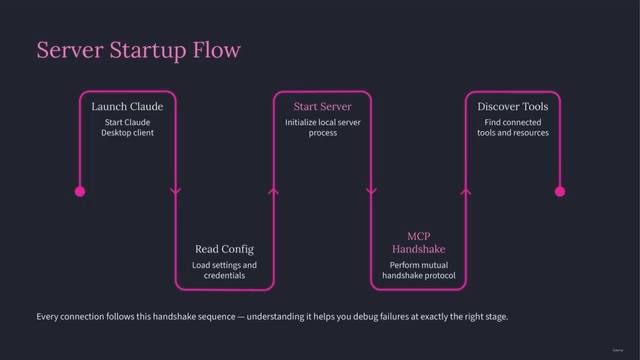 Server Startup Flow
Launch Claude
Start Claude
Desktop client
Read Config
Load settings and
credentials
Start Server
Initialize local server
process
MCP
Handshake
Perform mutual
handshake protocol
Discover Tools
Find connected
tools and resources
Every connection follows this handshake sequence — understanding it helps you debug failures at exactly the right stage.